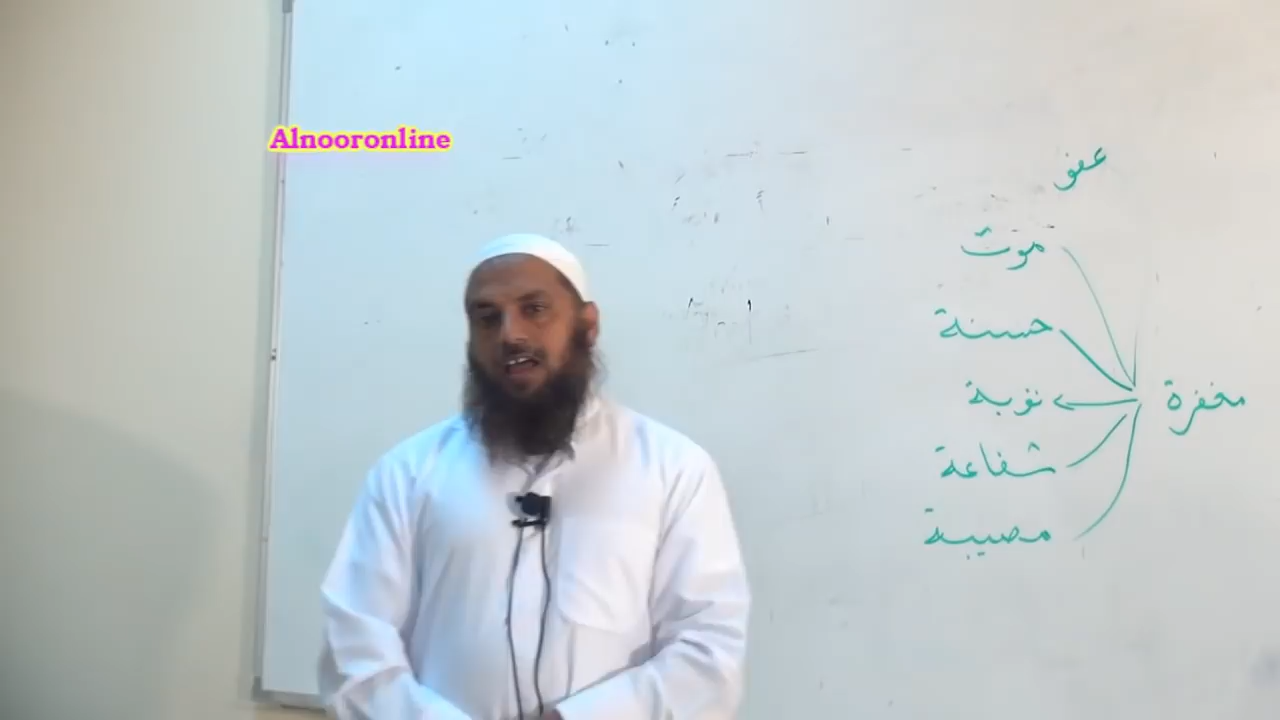 Alnooronline
عفو
موت
حسنة
مغفرة
توبة
شفاعة
مصيبة